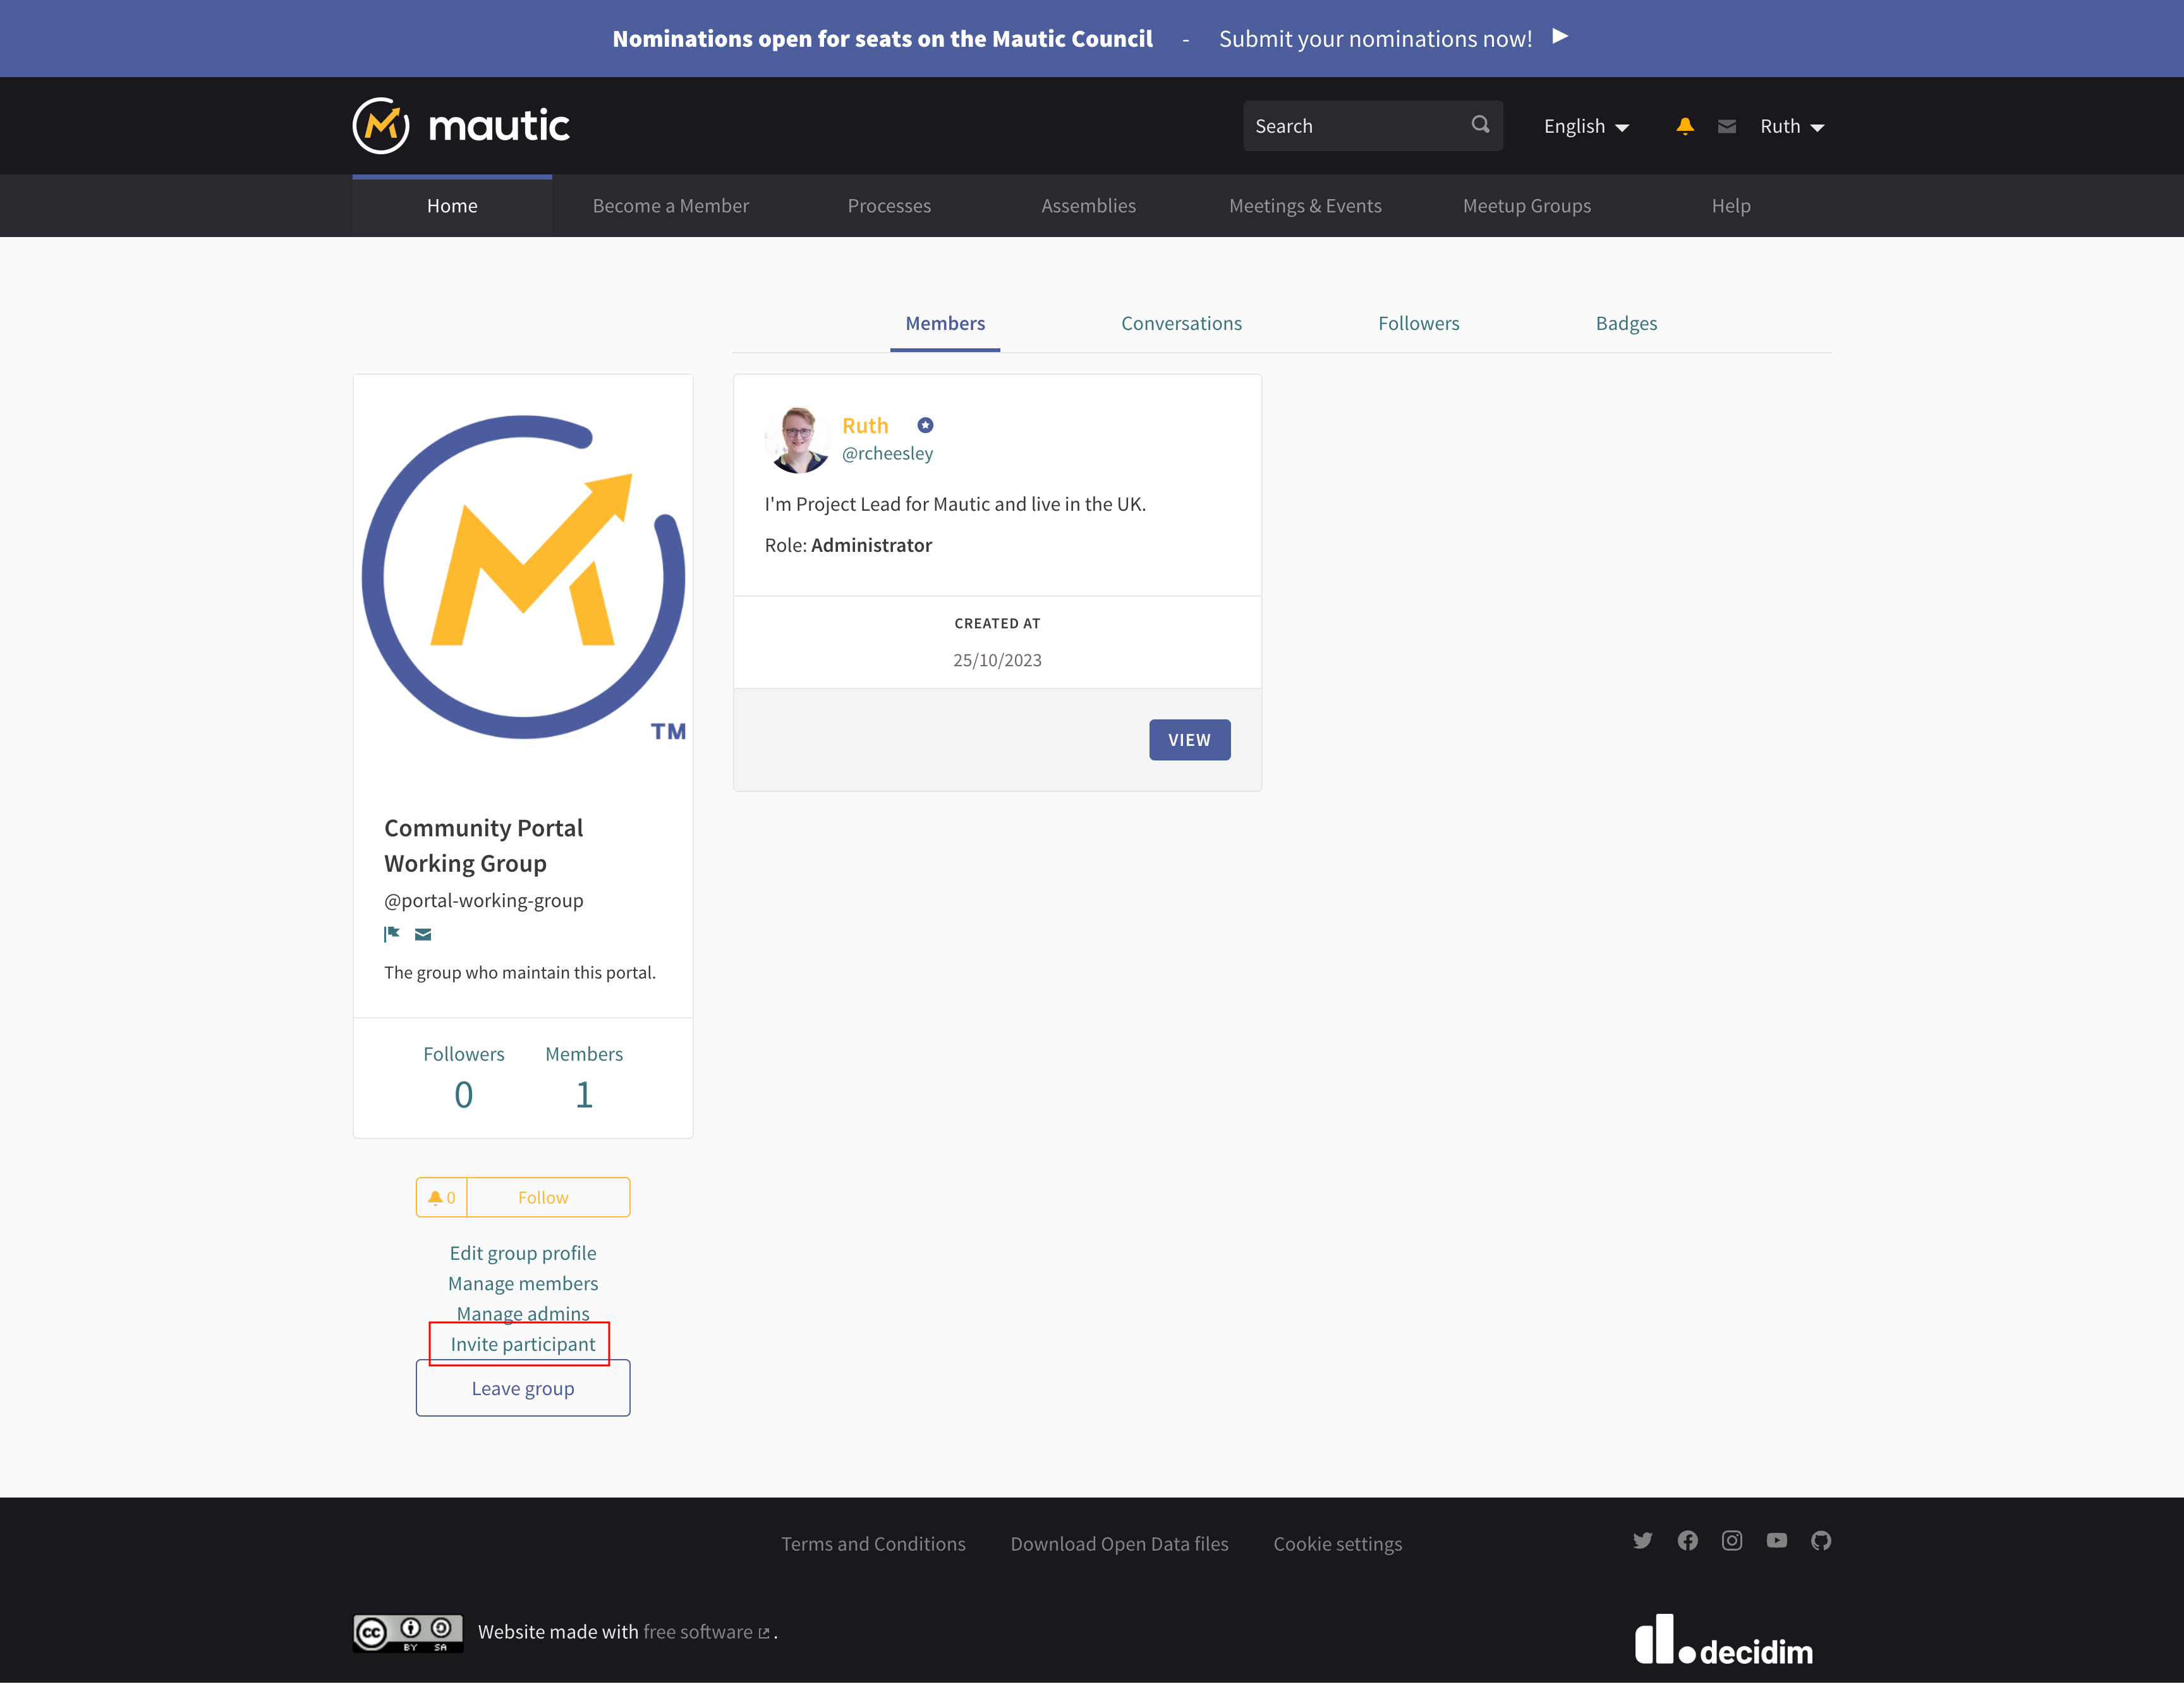 Nominations open for seats on the Mautic Council - Submit your nominations now!
mautic
Search
English
Ruth
Home
Become a Member
Processes
Assemblies
Meetings & Events
Meetup Groups
Help
Members
Conversations
Followers
Badges
TM
Community Portal
Working Group
@portal-working-group
The group who maintain this portal.
Followers
0
Members
1
0
Follow
Edit group profile
Manage members
Manage admins
Invite participant
Leave group
Ruth
@rcheesley
I'm Project Lead for Mautic and live in the UK.
Role: Administrator
CREATED AT
25/10/2023
VIEW
Terms and Conditions
Download Open Data files
Cookie settings
cc
BY SA
Website made with free software .
decidim